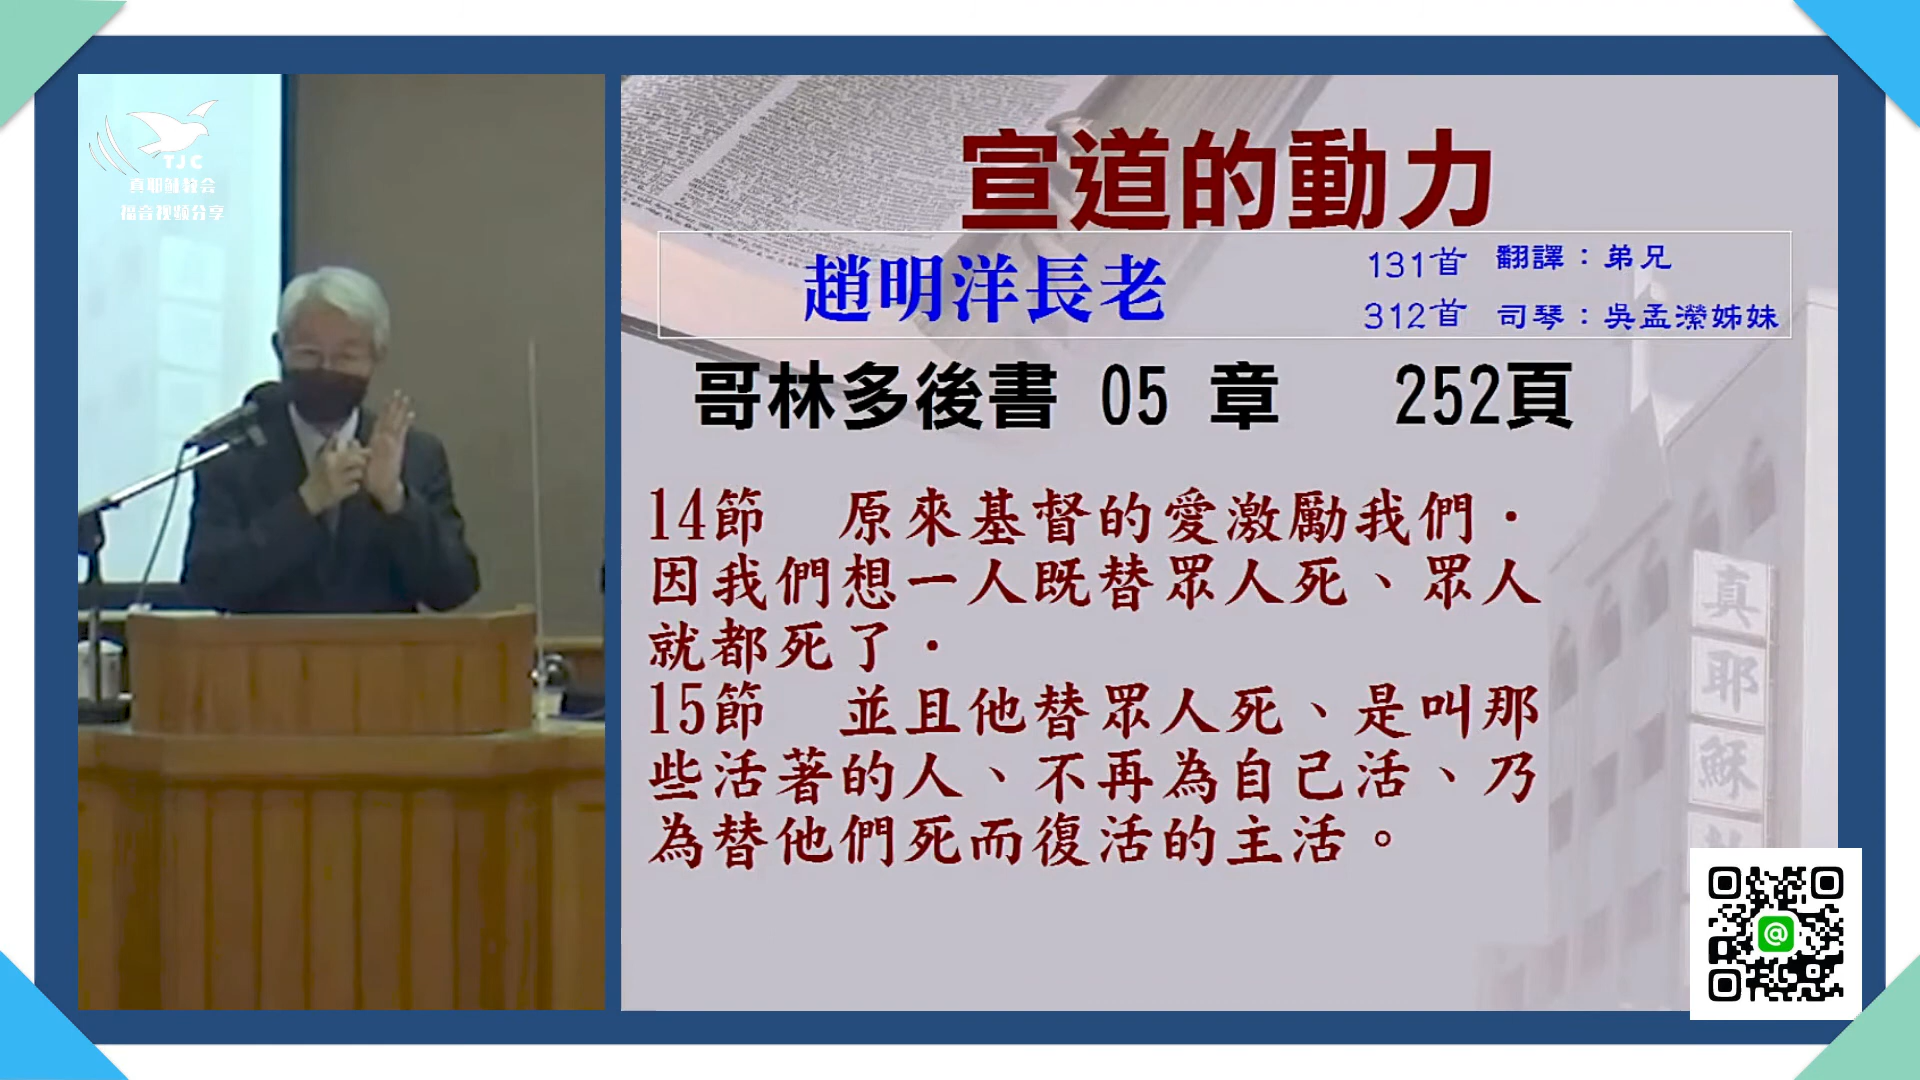 TJC
真耶稣教会
福音视频分享
宣道的動力
趙明洋長老
131首 翻譯：弟兄
312首 司琴：吳孟瀠姊妹
哥林多後書 05 章 252頁
14節 原來基督的愛激勵我們．
因我們想一人既替眾人死、眾人
就都死了．
15節 並且他替眾人死、是叫那
些活著的人、不再為自己活、乃
為替他們死而復活的主活。
真
耶
穌